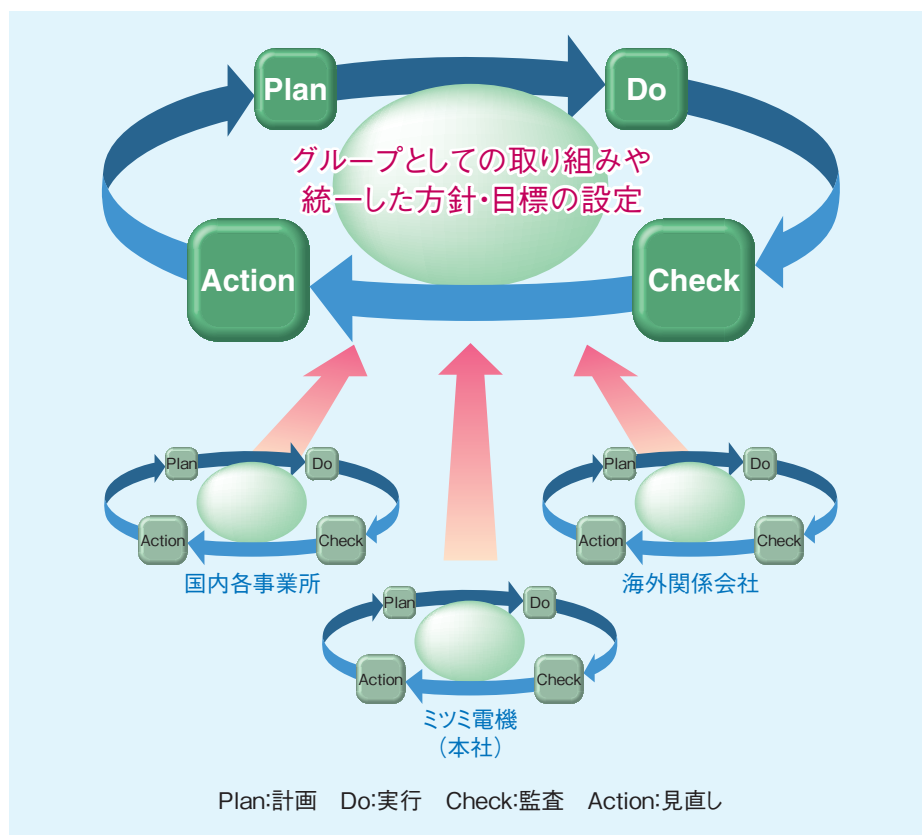 Plan
Do
グループとしての取り組みや
統一した方針・目標の設定
Action
Check
Plan
Do
Action
Check
国内各事業所
Plan
Do
Action
Check
海外関係会社
Plan
Do
Action
Check
ミツミ電機
（本社）
Plan:計画　Do:実行　Check:監査　Action:見直し